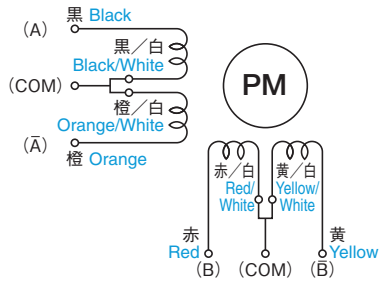 黒 Black
(A)
黒/白
Black/White
(COM)
橙/白
Orange/White
(Ā)
橙 Orange
PM
赤/白
Red/
White
黄/白
Yellow/
White
赤
Red
黄
Yellow
(B) (COM) (B̄)